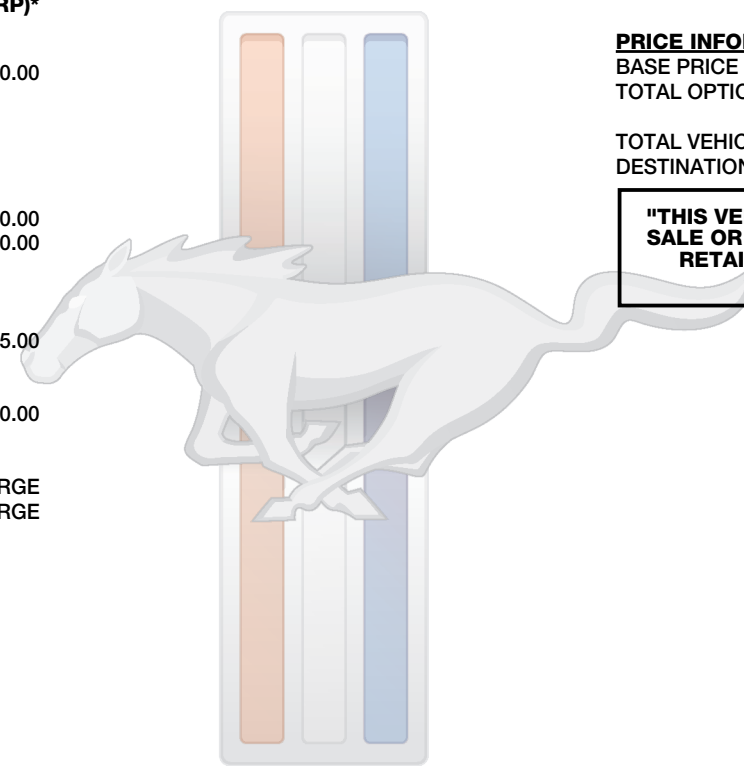 RP)*
0.00
0.00
0.00
5.00
0.00
RGE
RGE
PRICE INFO
BASE PRICE
TOTAL OPTIO
TOTAL VEHIC
DESTINATION
"THIS VE
SALE OR
RETAI